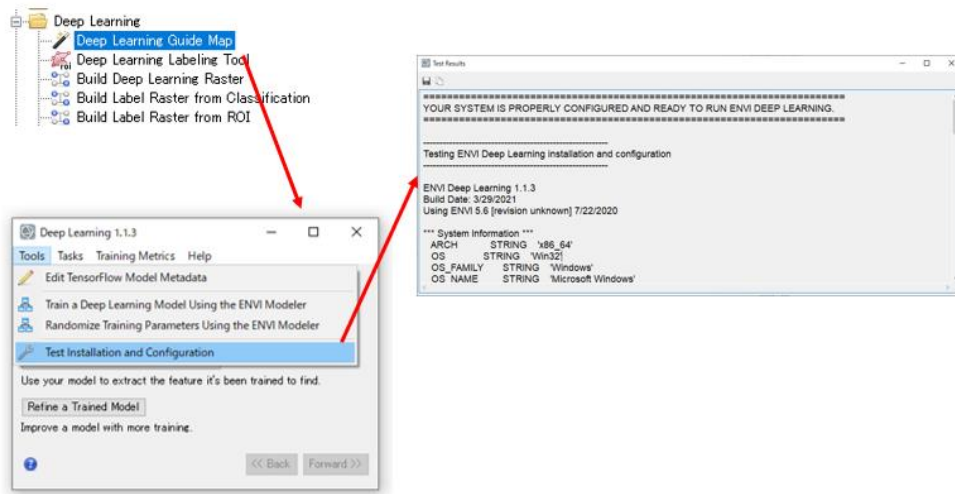 Deep Learning
Deep Learning Guide Map
Deep Learning Labeling Tool
Build Deep Learning Raster
Build Label Raster from Classification
Build Label Raster from ROI
Test Results
YOUR SYSTEM IS PROPERLY CONFIGURED AND READY TO RUN ENVI DEEP LEARNING.
Testing ENVI Deep Learning installation and configuration
ENVI Deep Learning 1.1.3
Build Date: 3/29/2021
Using ENVI 5.6 [revision unknown] 7/22/2020
*** System Information ***
ARCH STRING 'x86_64'
OS STRING 'Win32'
OS_FAMILY STRING 'Windows'
OS_NAME STRING 'Microsoft Windows'
Deep Learning 1.1.3
Tools Tasks Training Metrics Help
Edit TensorFlow Model Metadata
Train a Deep Learning Model Using the ENVI Modeler
Randomize Training Parameters Using the ENVI Modeler
Test Installation and Configuration
Use your model to extract the feature it's been trained to find.
Refine a Trained Model
Improve a model with more training.
<< Back Forward >>